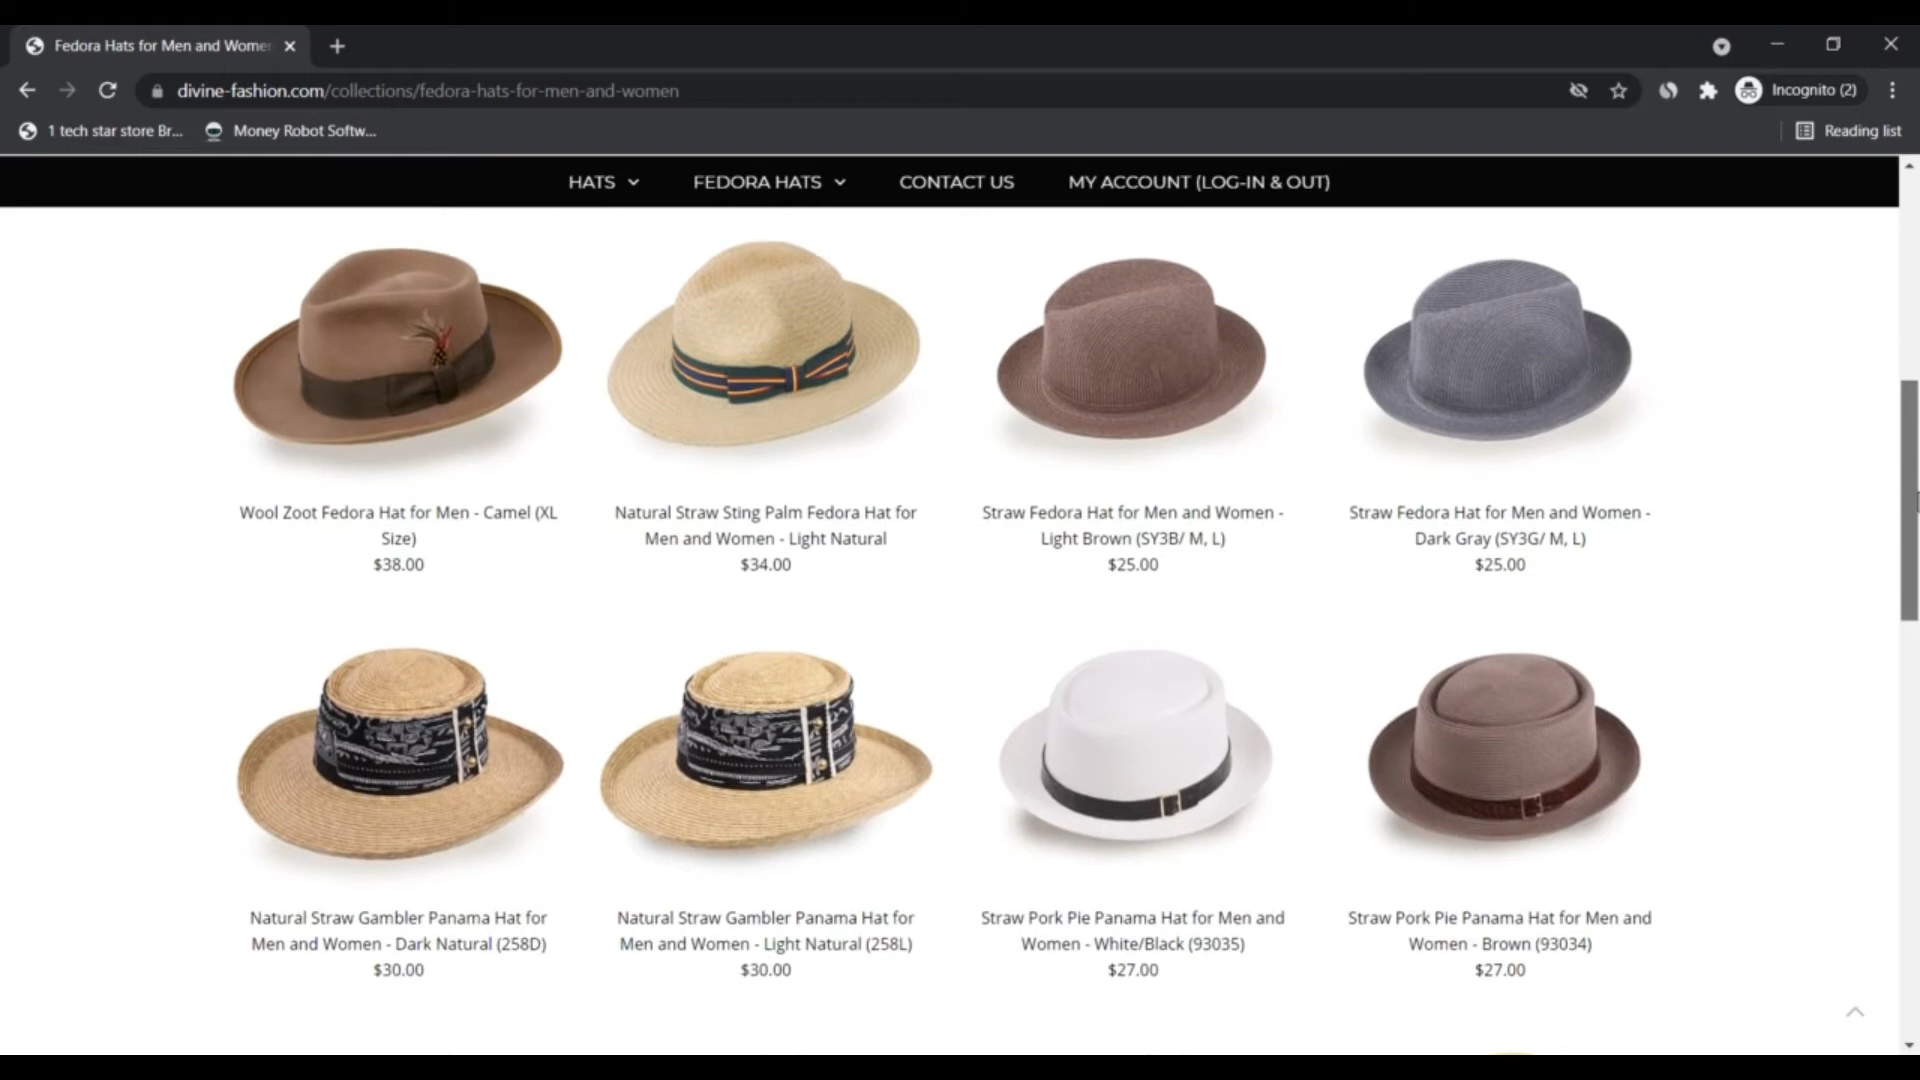 Fedora Hats for Men and Wome
divine-fashion.com/collections/fedora-hats-for-men-and-women
Incognito (2)
1 tech star store Br...
Money Robot Softw...
Reading list
HATS
FEDORA HATS
CONTACT US
MY ACCOUNT (LOG-IN & OUT)
Wool Zoot Fedora Hat for Men - Camel (XL
Size)
$38.00
Natural Straw Sting Palm Fedora Hat for
Men and Women - Light Natural
$34.00
Straw Fedora Hat for Men and Women -
Light Brown (SY3B/ M, L)
$25.00
Straw Fedora Hat for Men and Women -
Dark Gray (SY3G/ M, L)
$25.00
Natural Straw Gambler Panama Hat for
Men and Women - Dark Natural (258D)
$30.00
Natural Straw Gambler Panama Hat for
Men and Women - Light Natural (258L)
$30.00
Straw Pork Pie Panama Hat for Men and
Women - White/Black (93035)
$27.00
Straw Pork Pie Panama Hat for Men and
Women - Brown (93034)
$27.00